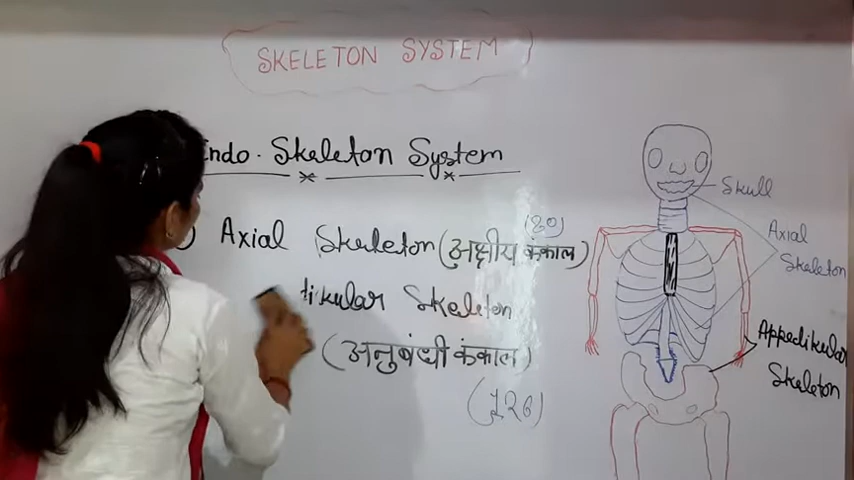 SKELETON SYSTEM
Endo-Skeleton System
Axial Skeleton (अक्षीय कंकाल)
(80)
Skeleton
(अनुबंधी कंकाल)
(126)
Skull
Axial
Skeleton
Appedikular
Skeleton